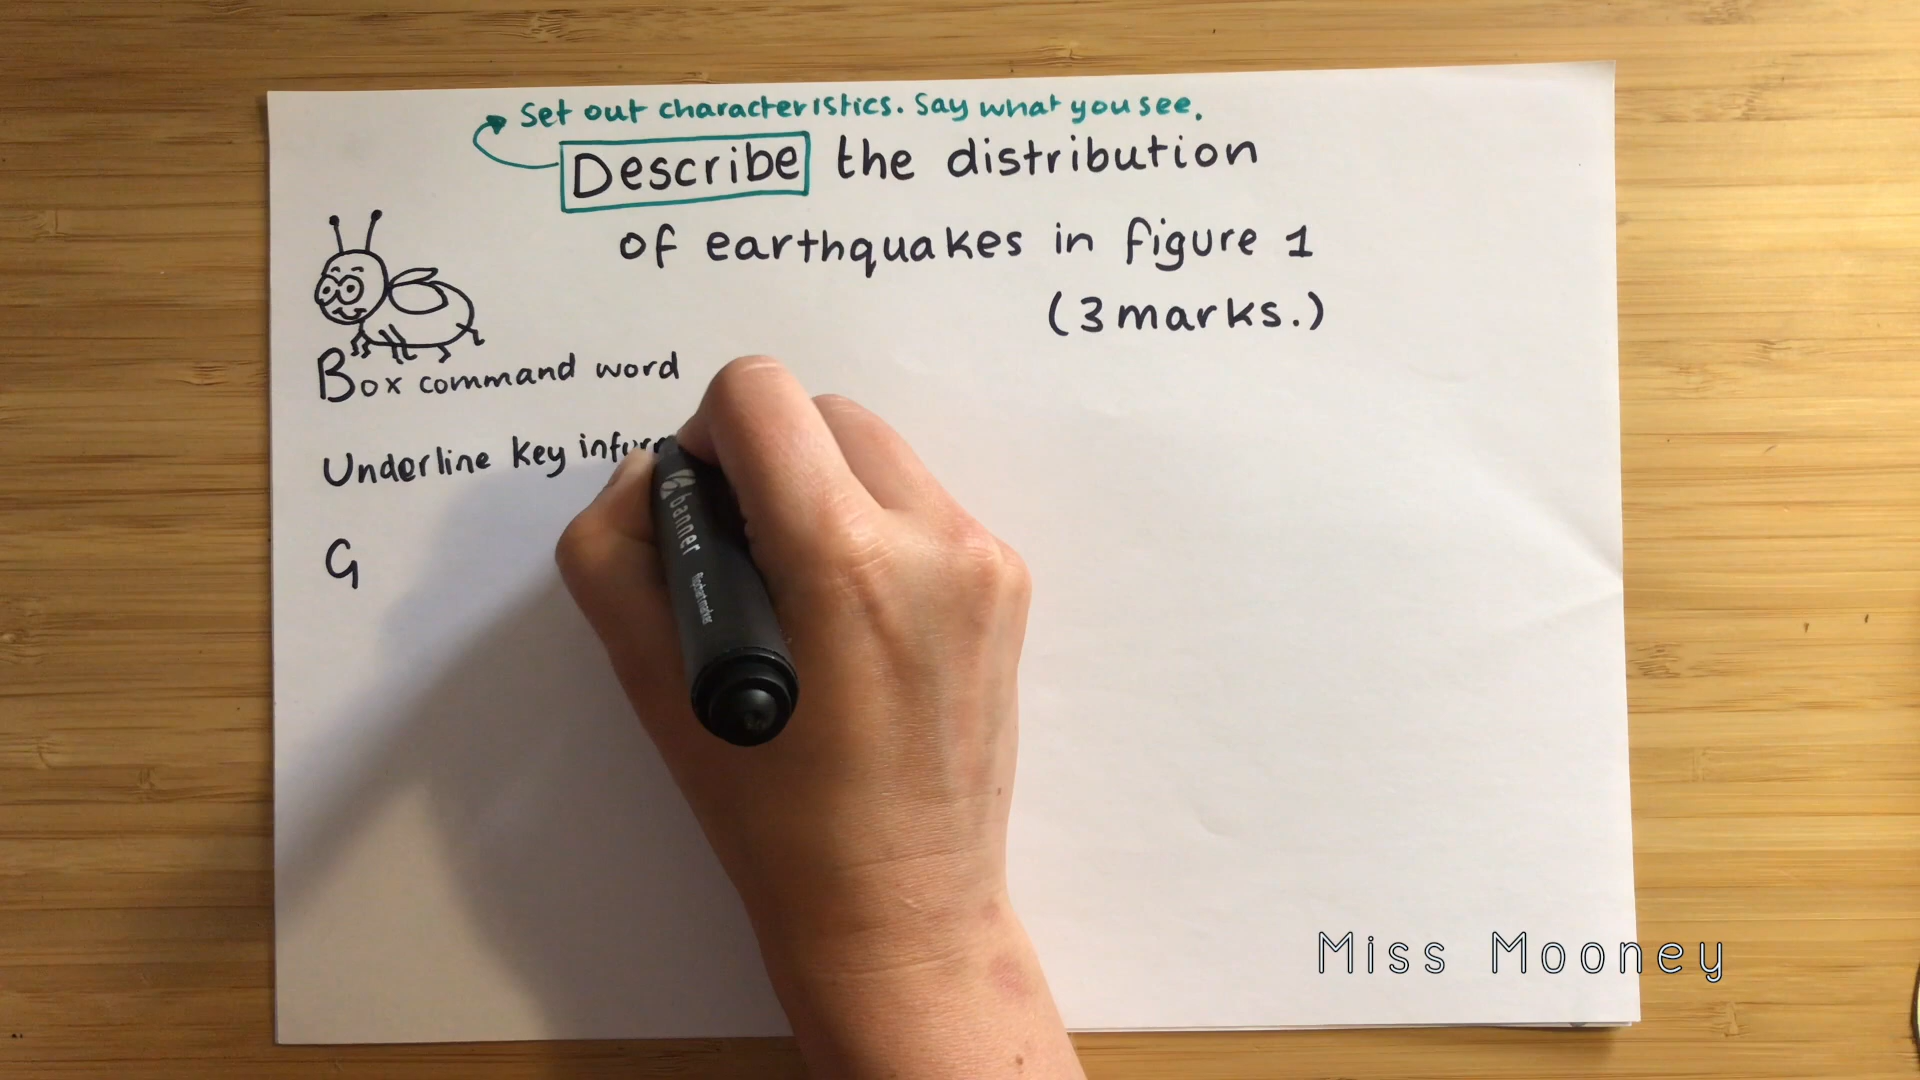 Set out characteristics. Say what you see.
Describe the distribution
of earthquakes in figure 1
(3 marks.)
Box command word
Underline key infor
G
banner
Miss Mooney